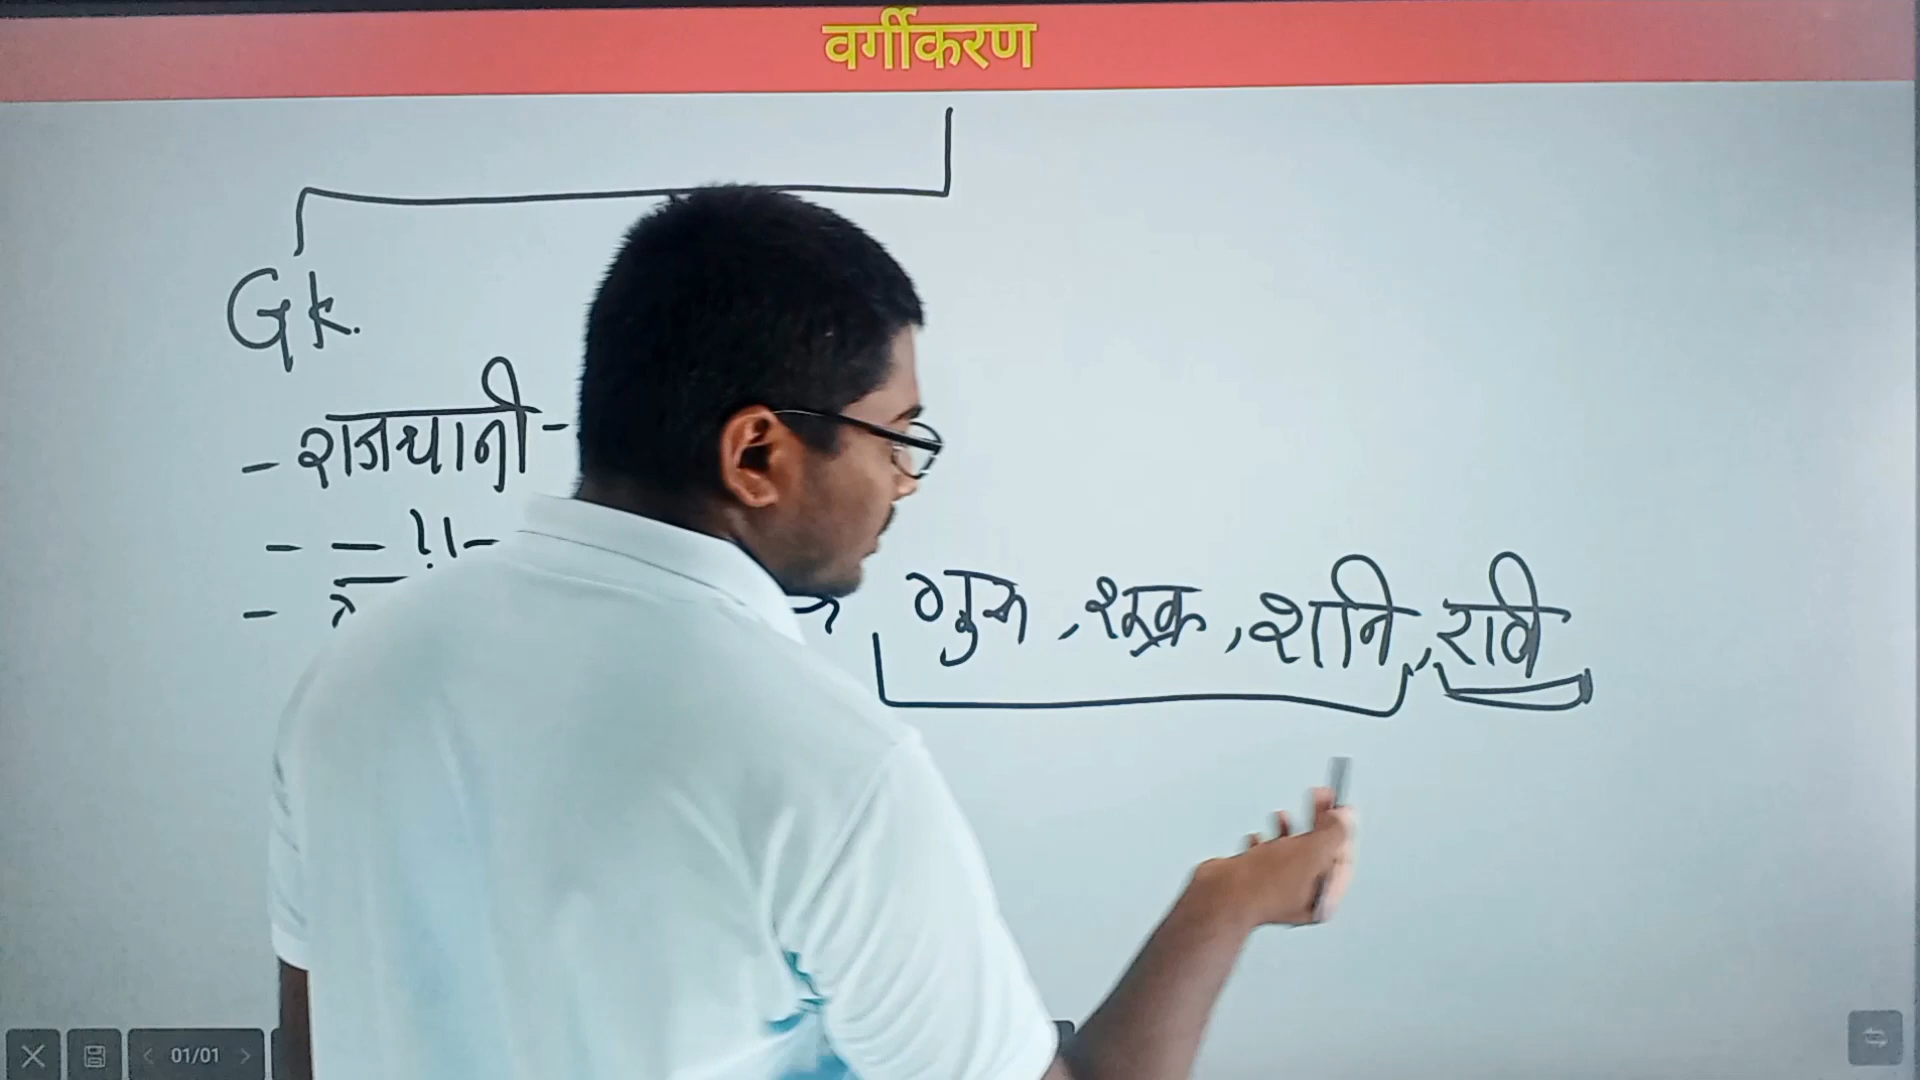 वर्गीकरण
Gk.
- राजधानी -
गुरु, शुक्र, शनि, रवि
01/01